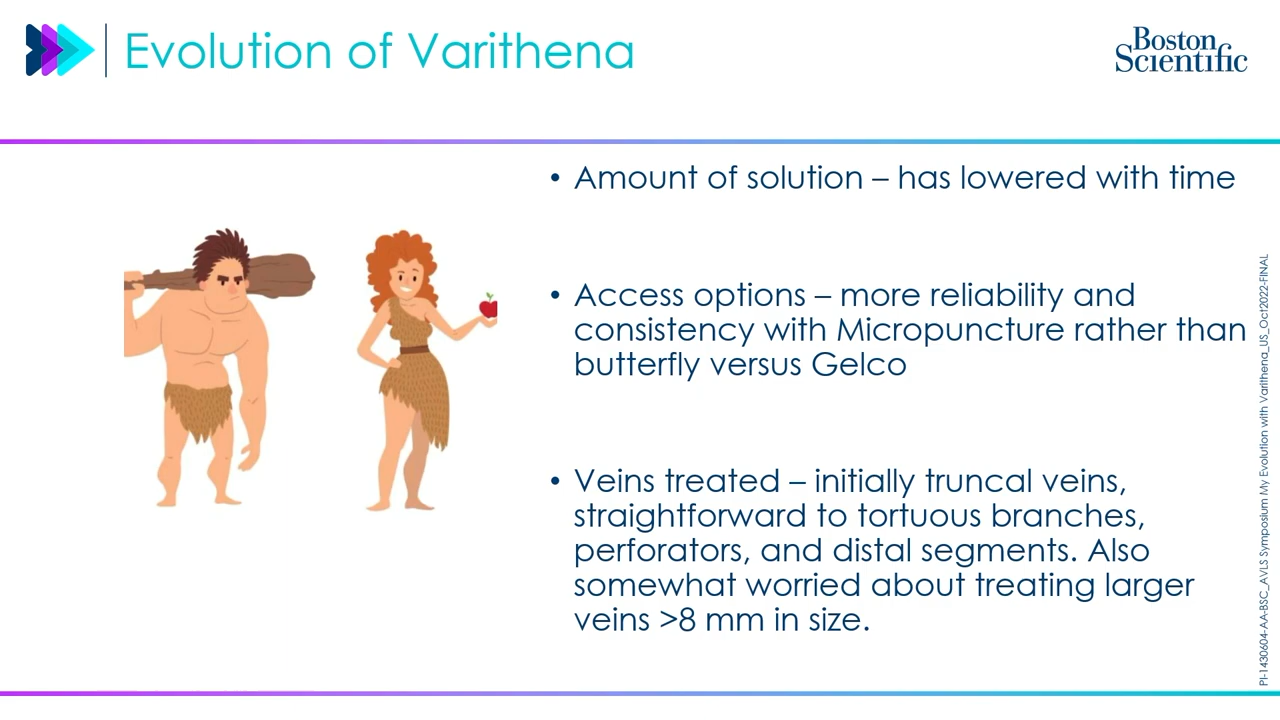 Evolution of Varithena
Boston
Scientific
• Amount of solution – has lowered with time
• Access options – more reliability and
consistency with Micropuncture rather than
butterfly versus Gelco
• Veins treated – initially truncal veins,
straightforward to tortuous branches,
perforators, and distal segments. Also
somewhat worried about treating larger
veins >8 mm in size.
PI-1430604-AA-BSC_AVLS Symposium My Evolution with Varithena_US_Oct2022-FINAL